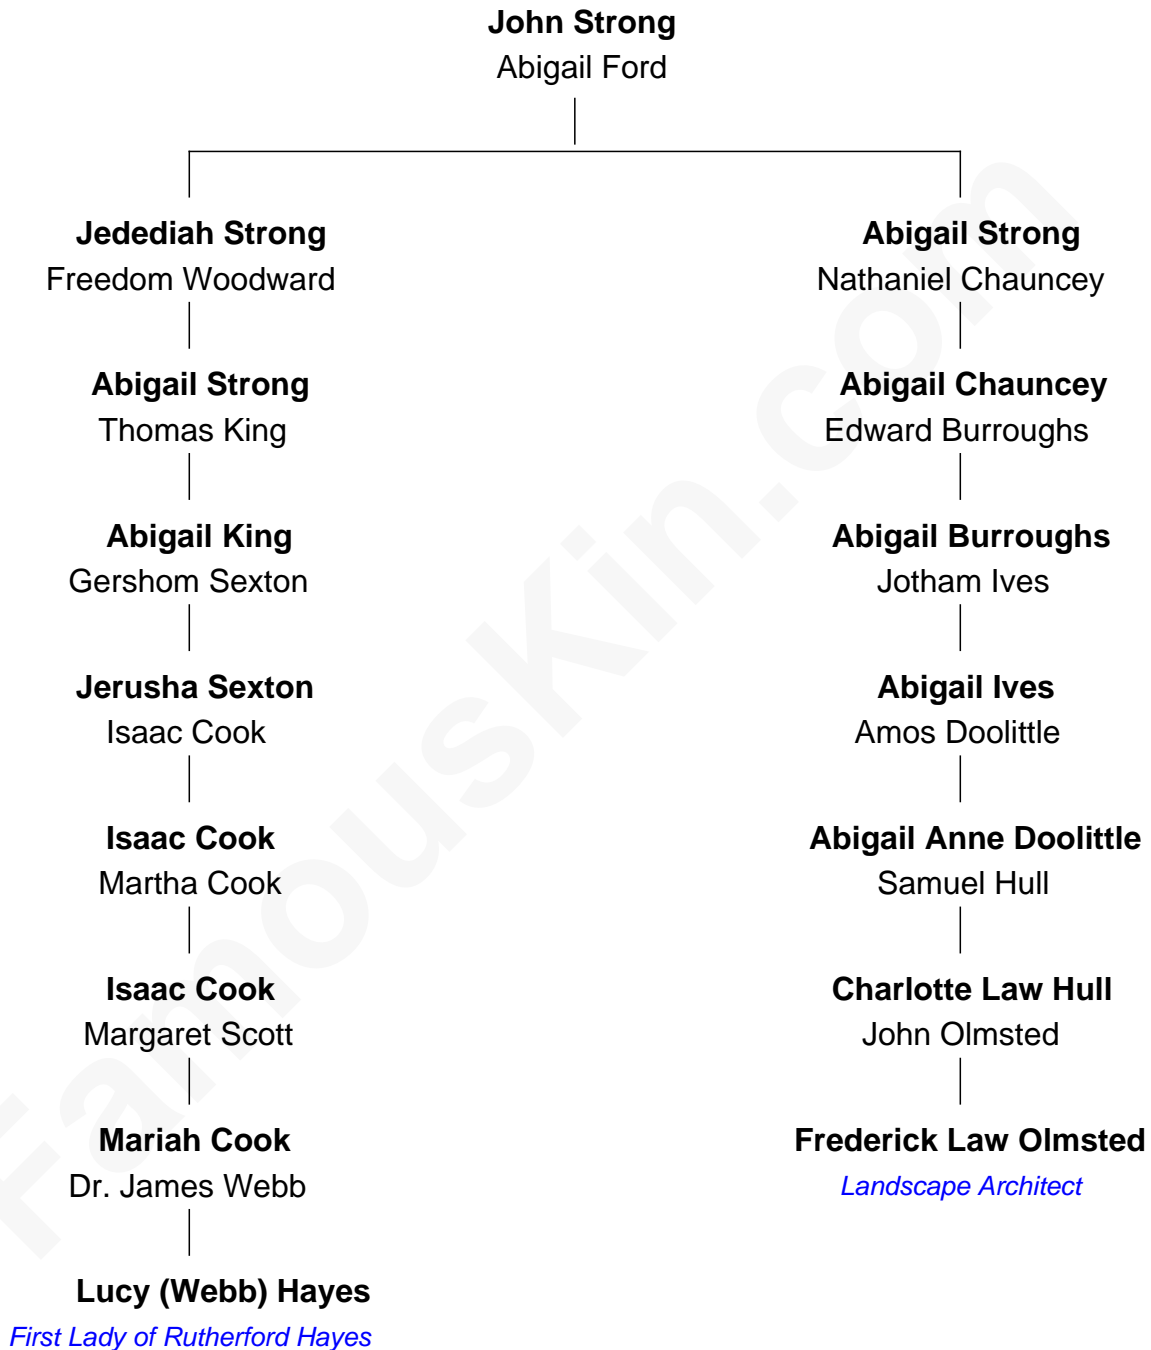 John Strong
Abigail Ford
Jedediah Strong
Freedom Woodward
Abigail Strong
Nathaniel Chauncey
Abigail Strong
Thomas King
Abigail Chauncey
Edward Burroughs
Abigail King
Gershom Sexton
Abigail Burroughs
Jotham Ives
Jerusha Sexton
Isaac Cook
Abigail Ives
Amos Doolittle
Isaac Cook
Martha Cook
Abigail Anne Doolittle
Samuel Hull
Isaac Cook
Margaret Scott
Charlotte Law Hull
John Olmsted
Mariah Cook
Dr. James Webb
Frederick Law Olmsted
Landscape Architect
Lucy (Webb) Hayes
First Lady of Rutherford Hayes
FamousKin.com